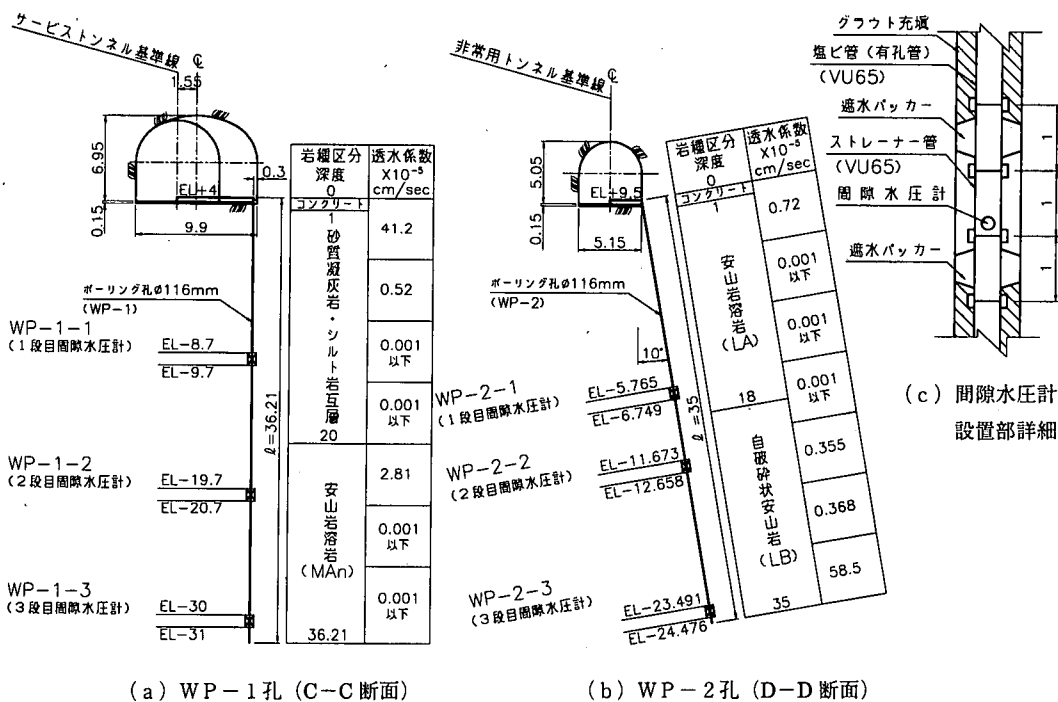 サービストンネル基準線
℄
1.55
6.95
0.15
9.9
0.3
EL+4
岩種区分
深度
0
透水係数
X10⁻⁵
cm/sec
コンクリート
1
砂質凝灰岩・シルト岩互層
20
安山岩溶岩
(MAn)
36.21
41.2
0.52
0.001
以下
0.001
以下
2.81
0.001
以下
0.001
以下
ボーリング孔Ø116mm
(WP-1)
WP-1-1
(1段目間隙水圧計)
EL-8.7
EL-9.7
ℓ=36.21
WP-1-2
(2段目間隙水圧計)
EL-19.7
EL-20.7
WP-1-3
(3段目間隙水圧計)
EL-30
EL-31
(a) WP-1孔 (C-C断面)
非常用トンネル基準線
℄
5.05
0.15
5.15
EL+9.5
岩種区分
深度
0
透水係数
X10⁻⁵
cm/sec
コンクリート
1
安山岩溶岩
(LA)
18
自破砕状安山岩
(LB)
35
0.72
0.001
以下
0.001
以下
0.001
以下
0.355
0.368
58.5
ボーリング孔Ø116mm
(WP-2)
10°
WP-2-1
(1段目間隙水圧計)
EL-5.765
EL-6.749
ℓ=35
WP-2-2
(2段目間隙水圧計)
EL-11.673
EL-12.658
WP-2-3
(3段目間隙水圧計)
EL-23.491
EL-24.476
(b) WP-2孔 (D-D断面)
グラウト充塡
塩ビ管(有孔管)
(VU65)
遮水パッカー
ストレーナー管
(VU65)
間隙水圧計
遮水パッカー
1
1
1
(c) 間隙水圧計
設置部詳細